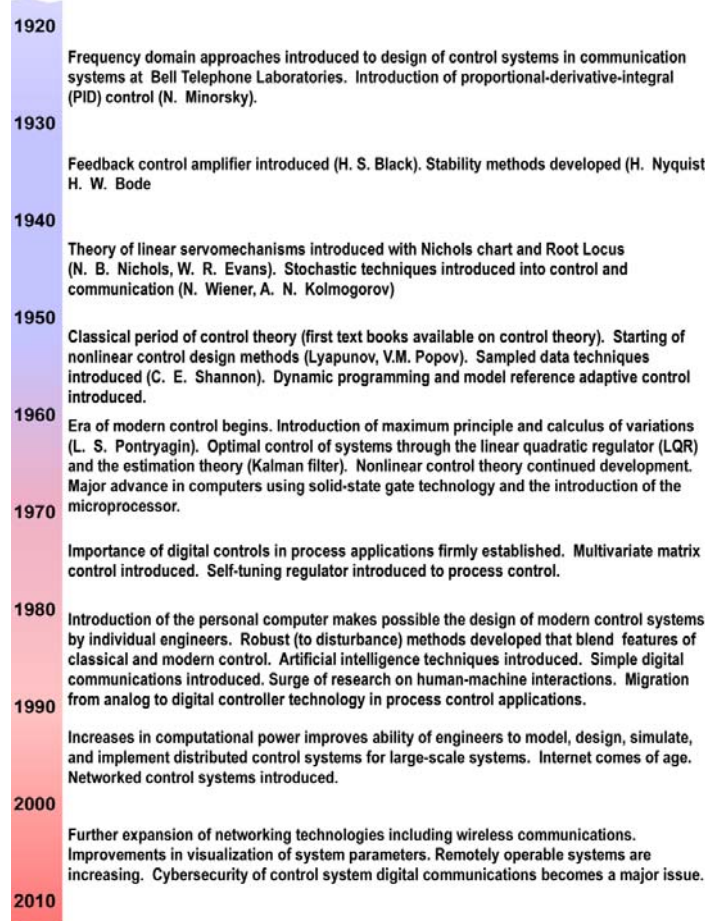 1920
Frequency domain approaches introduced to design of control systems in communication
systems at Bell Telephone Laboratories. Introduction of proportional-derivative-integral
(PID) control (N. Minorsky).
1930
Feedback control amplifier introduced (H. S. Black). Stability methods developed (H. Nyquist
H. W. Bode
1940
Theory of linear servomechanisms introduced with Nichols chart and Root Locus
(N. B. Nichols, W. R. Evans). Stochastic techniques introduced into control and
communication (N. Wiener, A. N. Kolmogorov)
1950
Classical period of control theory (first text books available on control theory). Starting of
nonlinear control design methods (Lyapunov, V.M. Popov). Sampled data techniques
introduced (C. E. Shannon). Dynamic programming and model reference adaptive control
introduced.
1960
Era of modern control begins. Introduction of maximum principle and calculus of variations
(L. S. Pontryagin). Optimal control of systems through the linear quadratic regulator (LQR)
and the estimation theory (Kalman filter). Nonlinear control theory continued development.
Major advance in computers using solid-state gate technology and the introduction of the
microprocessor.
1970
Importance of digital controls in process applications firmly established. Multivariate matrix
control introduced. Self-tuning regulator introduced to process control.
1980
Introduction of the personal computer makes possible the design of modern control systems
by individual engineers. Robust (to disturbance) methods developed that blend features of
classical and modern control. Artificial intelligence techniques introduced. Simple digital
communications introduced. Surge of research on human-machine interactions. Migration
from analog to digital controller technology in process control applications.
1990
Increases in computational power improves ability of engineers to model, design, simulate,
and implement distributed control systems for large-scale systems. Internet comes of age.
Networked control systems introduced.
2000
Further expansion of networking technologies including wireless communications.
Improvements in visualization of system parameters. Remotely operable systems are
increasing. Cybersecurity of control system digital communications becomes a major issue.
2010